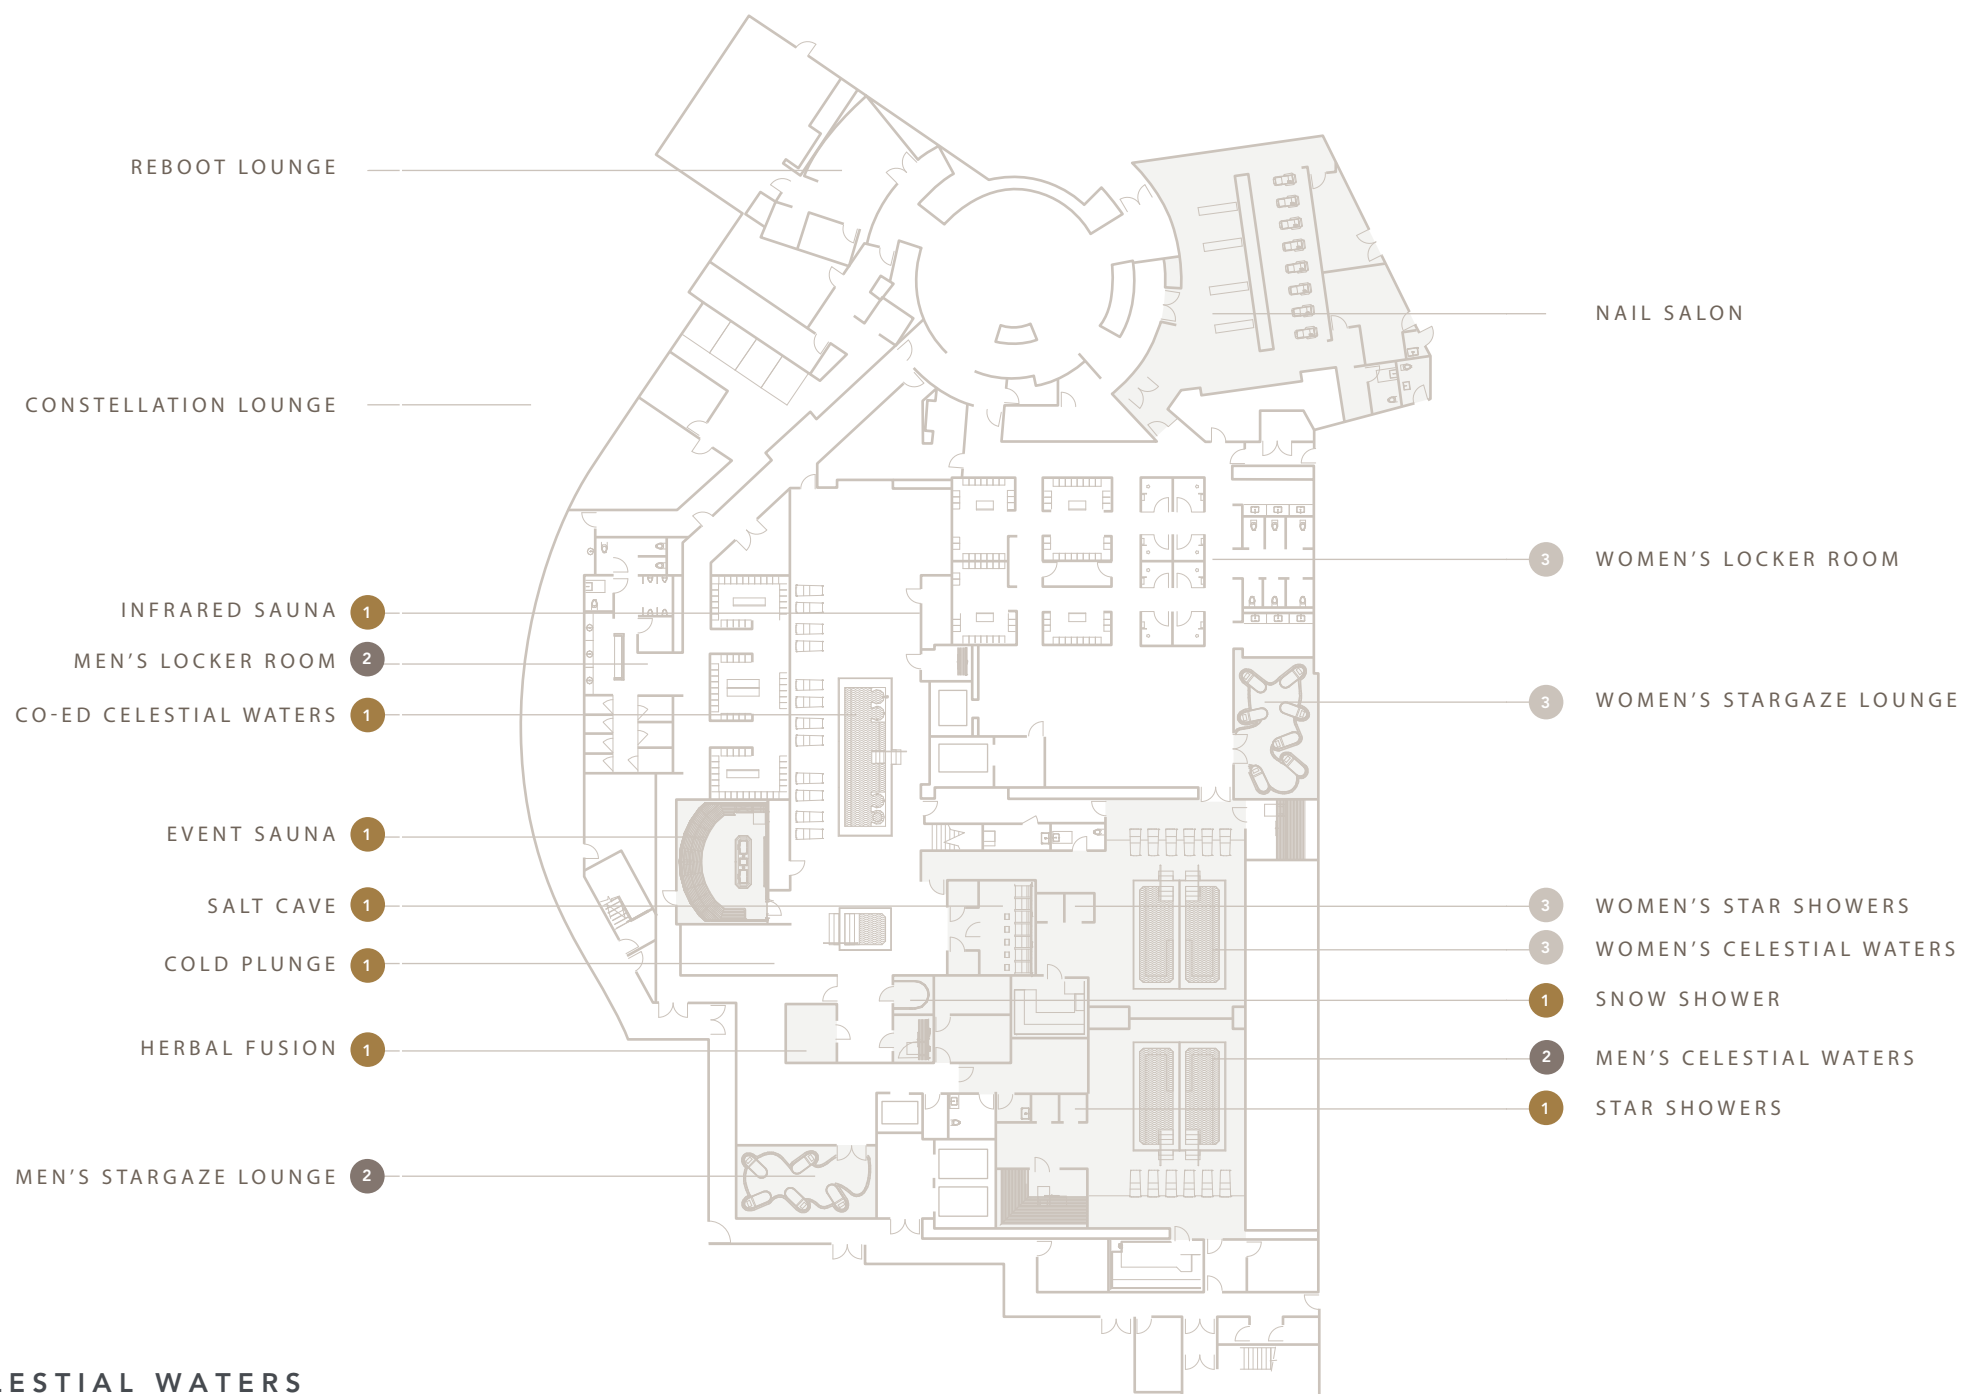 REBOOT LOUNGE
CONSTELLATION LOUNGE
INFRARED SAUNA 1
MEN'S LOCKER ROOM 2
CO-ED CELESTIAL WATERS 1
EVENT SAUNA 1
SALT CAVE 1
COLD PLUNGE 1
HERBAL FUSION 1
MEN'S STARGAZE LOUNGE 2
NAIL SALON
3 WOMEN'S LOCKER ROOM
3 WOMEN'S STARGAZE LOUNGE
3 WOMEN'S STAR SHOWERS
3 WOMEN'S CELESTIAL WATERS
1 SNOW SHOWER
2 MEN'S CELESTIAL WATERS
1 STAR SHOWERS
LESTIAL WATERS